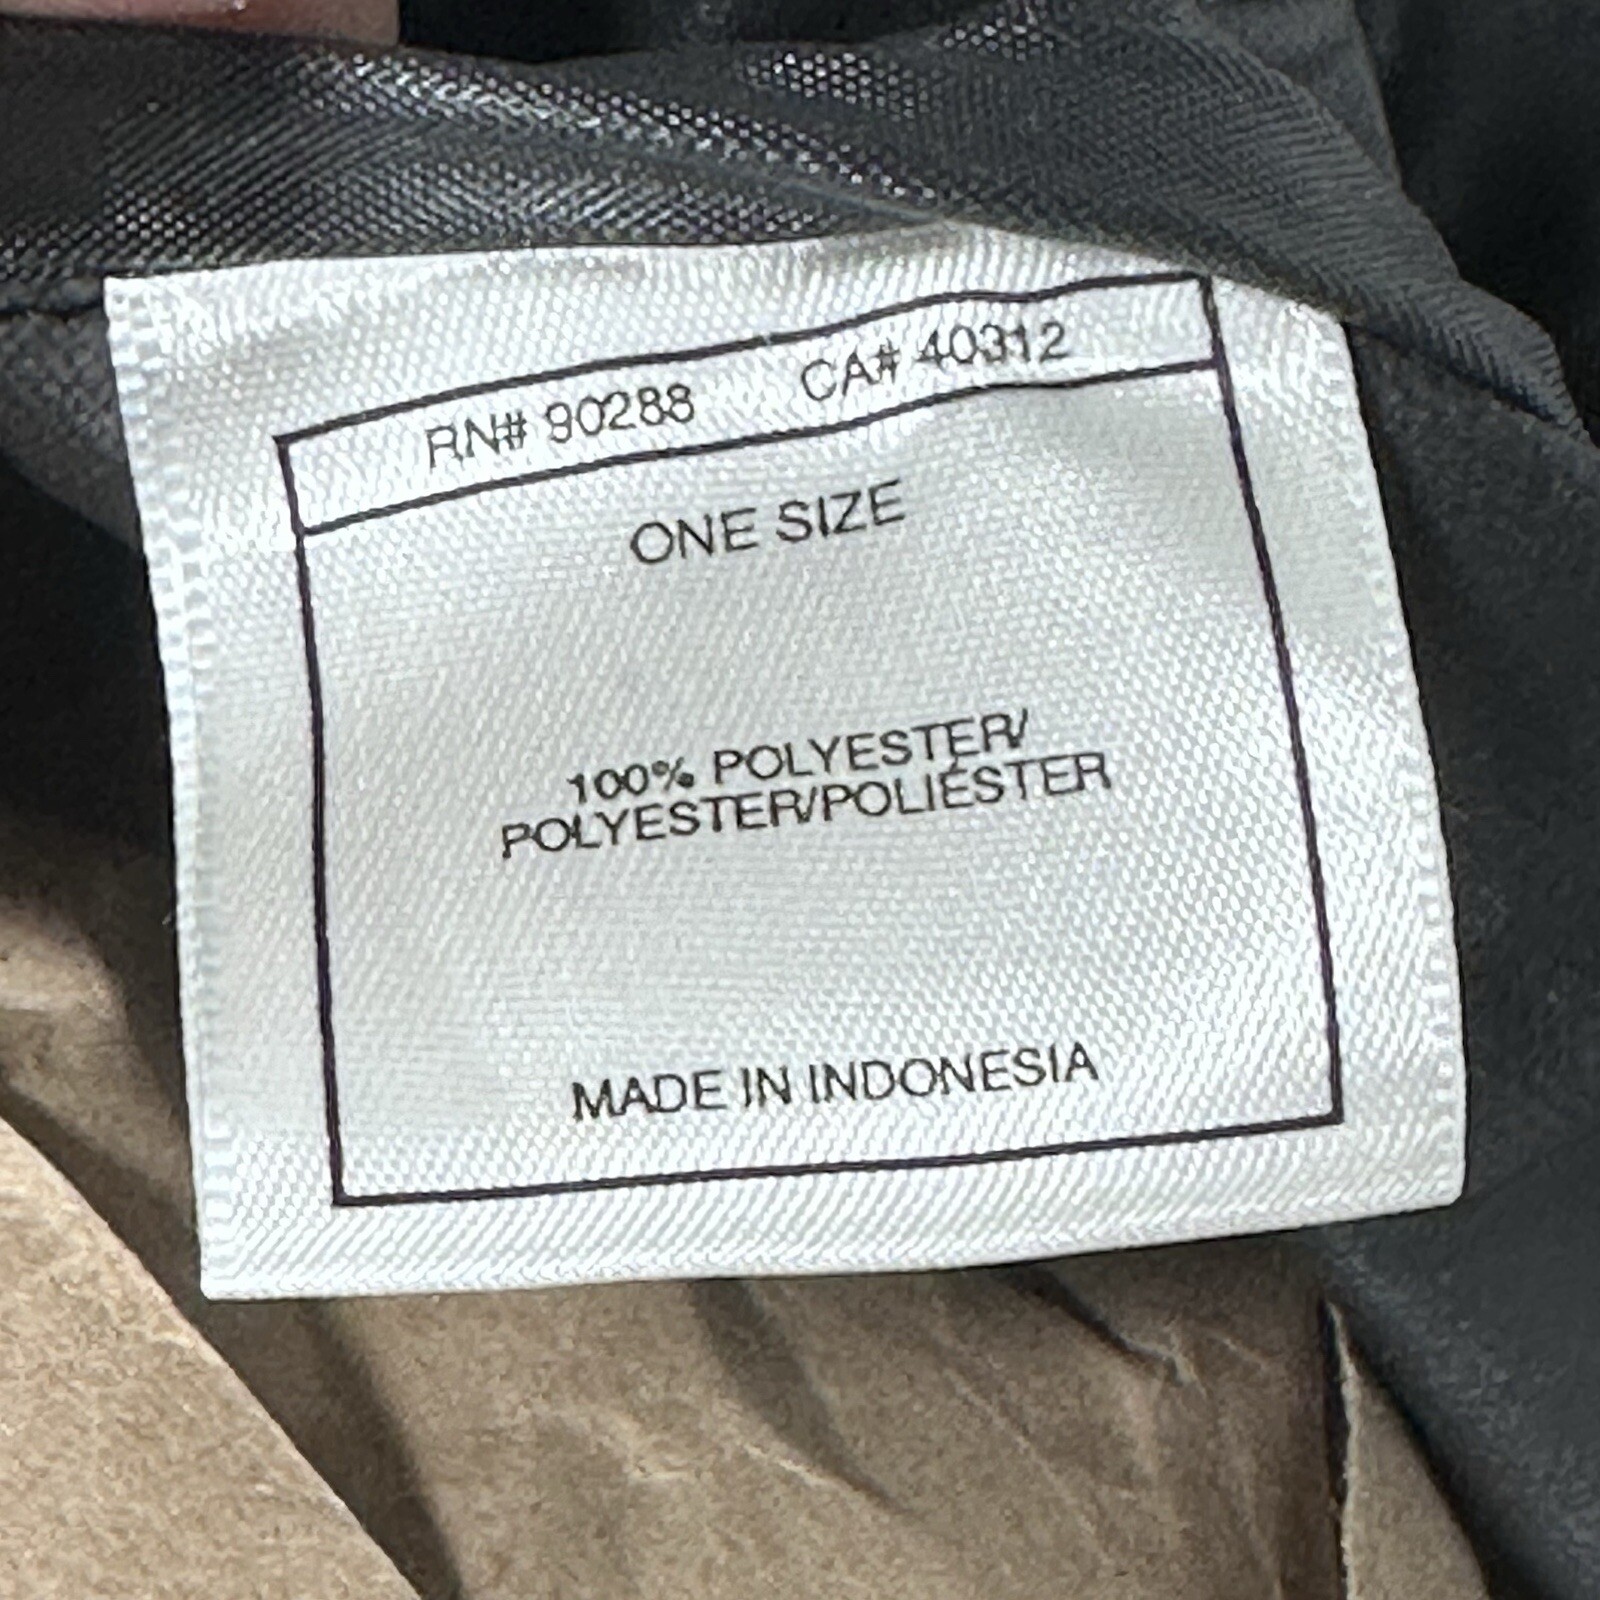 RN# 90288 CA# 40312
ONE SIZE
100% POLYESTER/
POLYESTER/POLIÉSTER
MADE IN INDONESIA